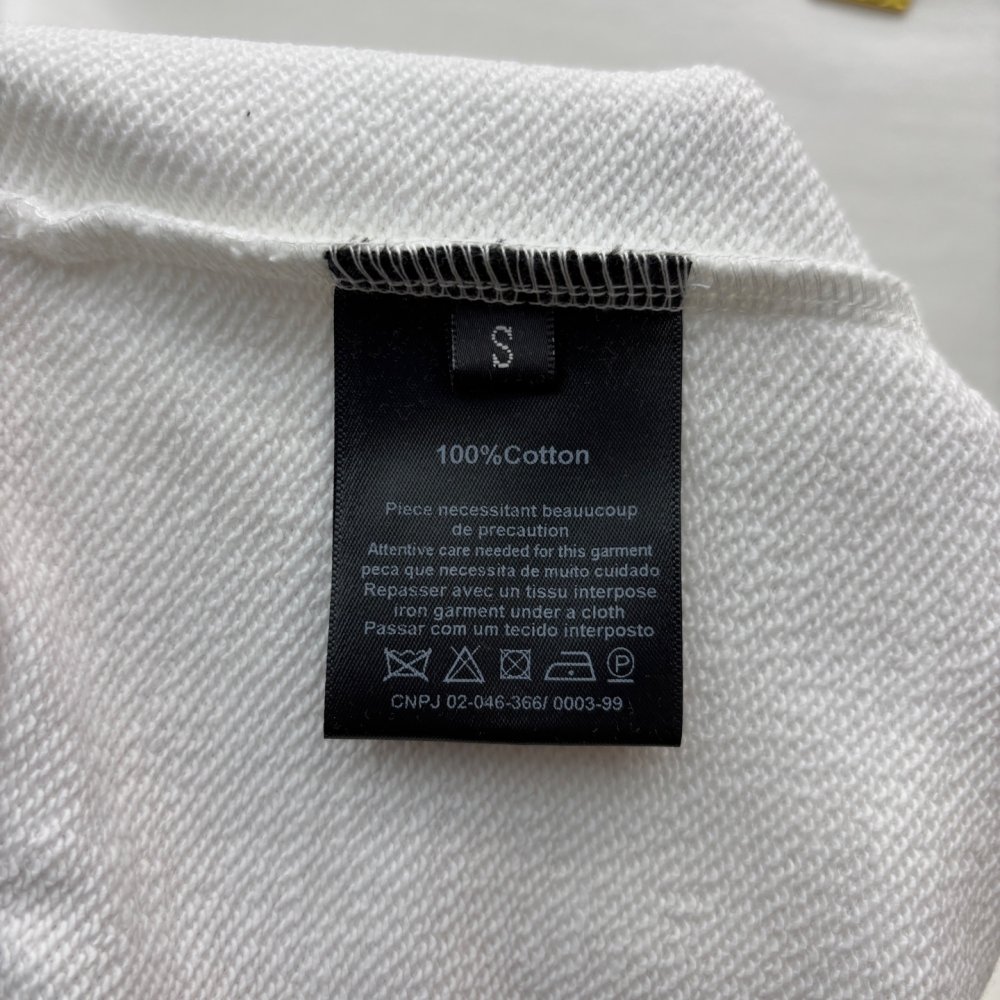 S
100%Cotton
Piece necessitant beauucoup
de precaution
Attentive care needed for this garment
peca que necessita de muito cuidado
Repasser avec un tissu interpose
iron garment under a cloth
Passar com um tecido interposto
P
CNPJ 02-046-366/ 0003-99